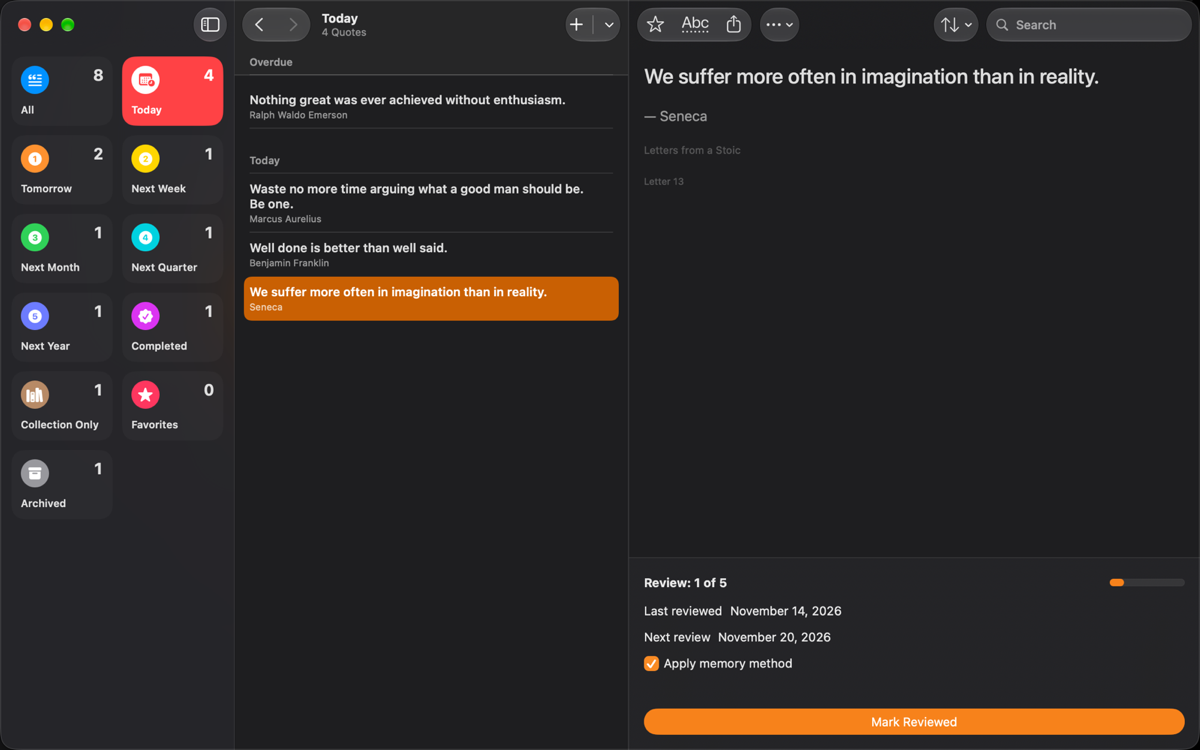 All
8
Today
4
Tomorrow
2
Next Week
1
Next Month
1
Next Quarter
1
Next Year
1
Completed
1
Collection Only
1
Favorites
0
Archived
1
Today
4 Quotes
Overdue
Nothing great was ever achieved without enthusiasm.
Ralph Waldo Emerson
Today
Waste no more time arguing what a good man should be.
Be one.
Marcus Aurelius
Well done is better than well said.
Benjamin Franklin
We suffer more often in imagination than in reality.
Seneca
Abc
Search
We suffer more often in imagination than in reality.
— Seneca
Letters from a Stoic
Letter 13
Review: 1 of 5
Last reviewed November 14, 2026
Next review November 20, 2026
Apply memory method
Mark Reviewed